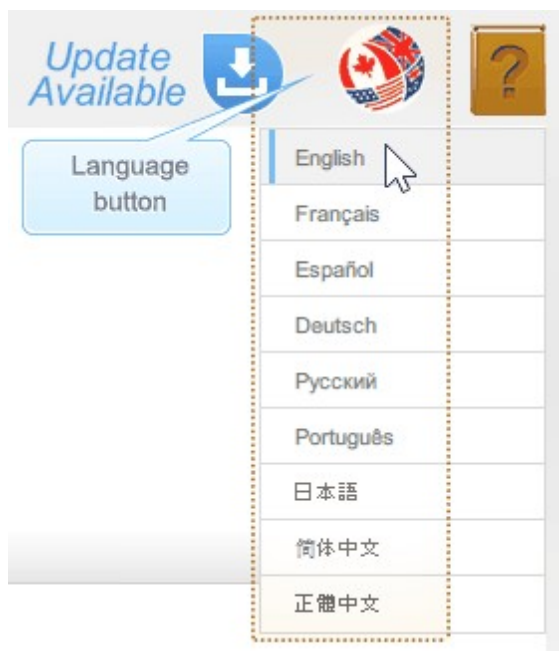 Update
Available
?
Language
button
English
Français
Español
Deutsch
Русский
Português
日本語
简体中文
正體中文